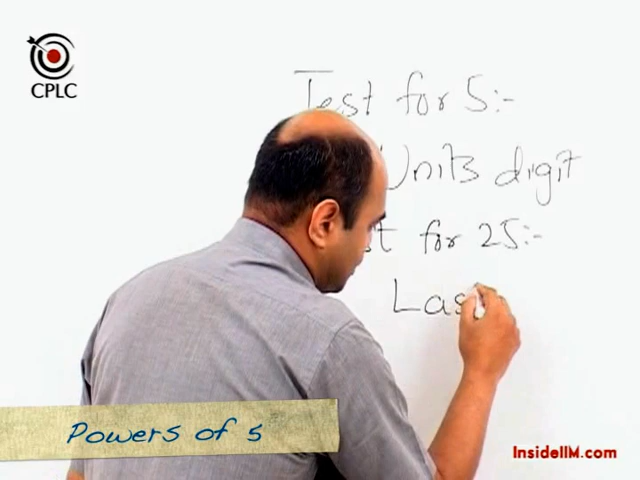 CPLC
Test for 5:-
Units digit
for 25:-
Las
Powers of 5
InsideIIM.com